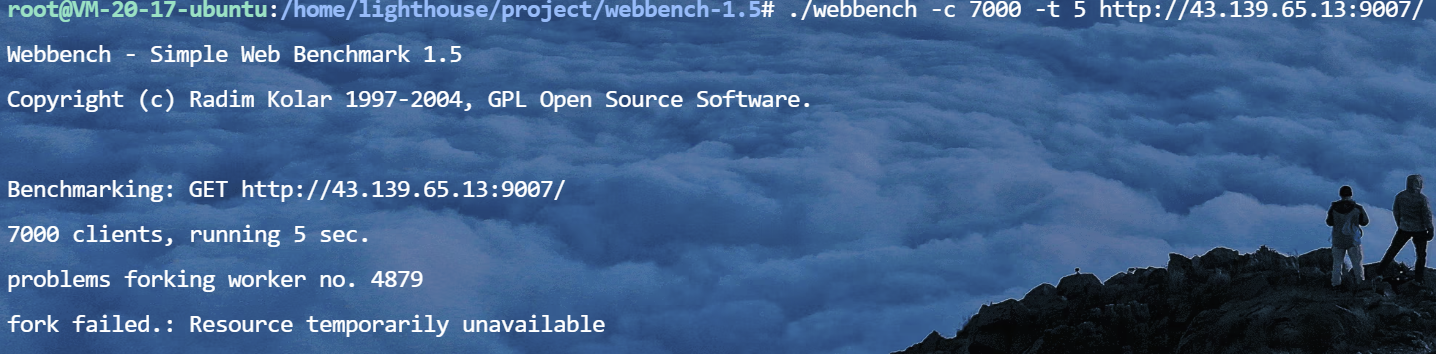 root@VM-20-17-ubuntu:/home/lighthouse/project/webbench-1.5# ./webbench -c 7000 -t 5 http://43.139.65.13:9007/
Webbench - Simple Web Benchmark 1.5
Copyright (c) Radim Kolar 1997-2004, GPL Open Source Software.
Benchmarking: GET http://43.139.65.13:9007/
7000 clients, running 5 sec.
problems forking worker no. 4879
fork failed.: Resource temporarily unavailable